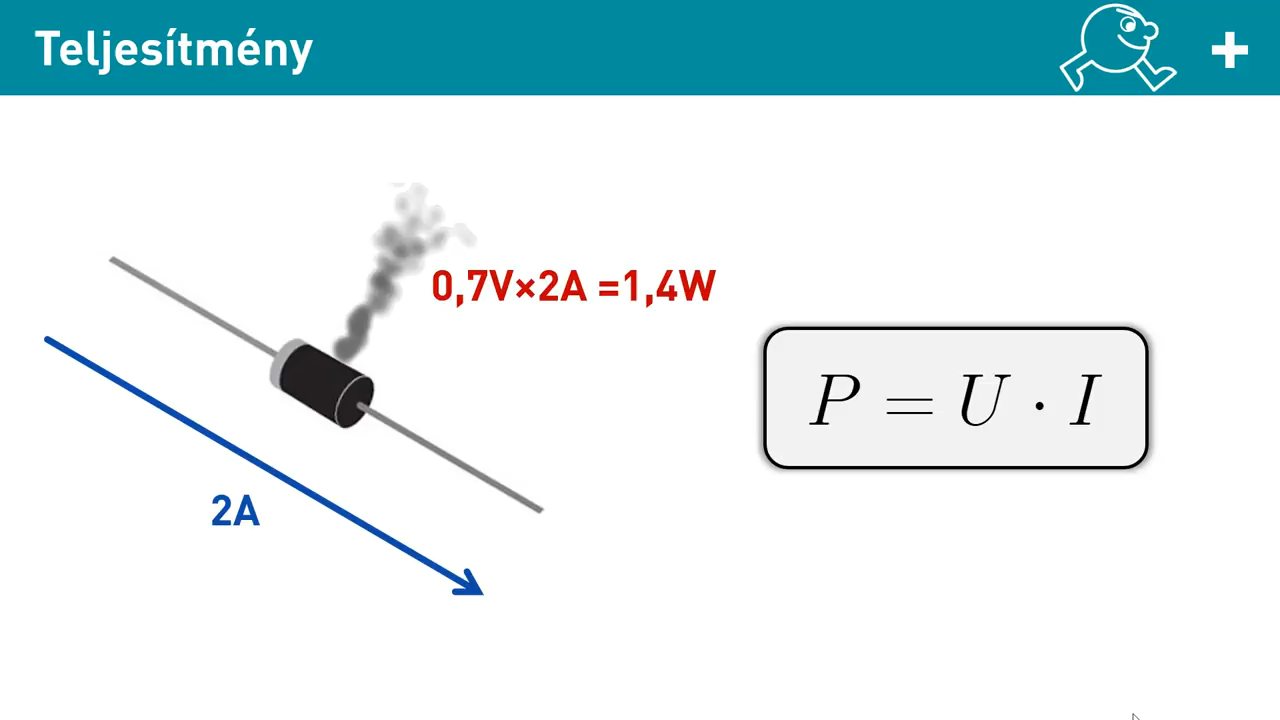 Teljesítmény
0,7V×2A =1,4W
P = U · I
2A